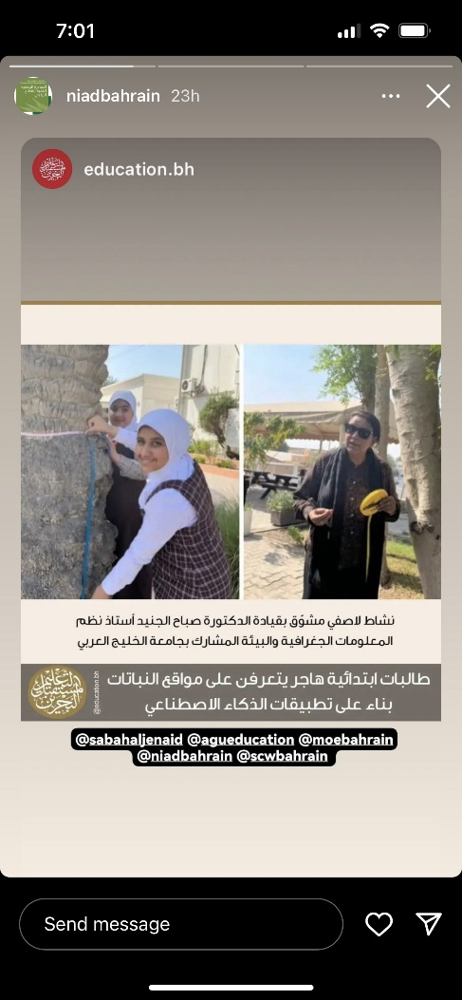 7:01
niadbahrain 23h
education.bh
نشاط لاصفي مشوّق بقيادة الدكتورة صباح الجنيد أستاذ نظم
المعلومات الجغرافية والبيئة المشارك بجامعة الخليج العربي
طالبات ابتدائية هاجر يتعرفن على مواقع النباتات
بناء على تطبيقات الذكاء الاصطناعي
@education.bh
@sabahaljenaid @agueducation @moebahrain
@niadbahrain @scwbahrain
Send message